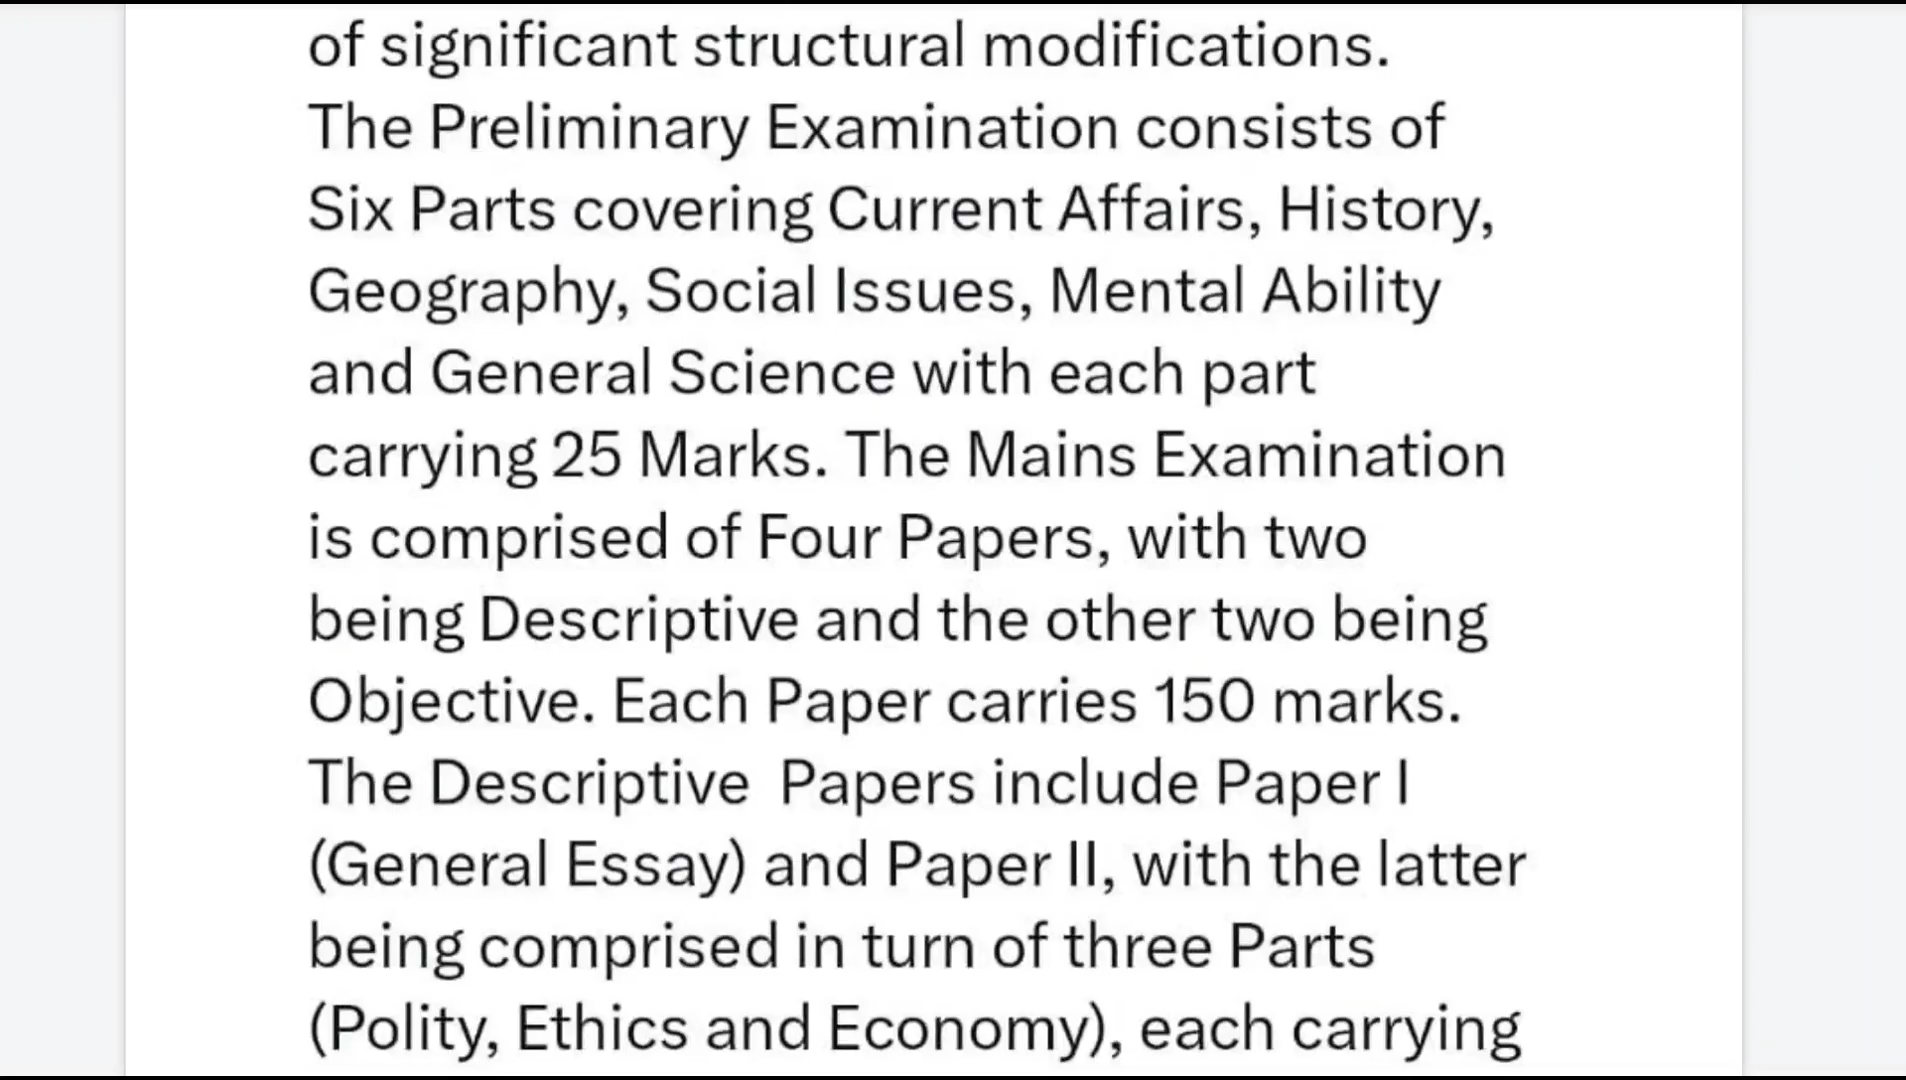 of significant structural modifications.
The Preliminary Examination consists of
Six Parts covering Current Affairs, History,
Geography, Social Issues, Mental Ability
and General Science with each part
carrying 25 Marks. The Mains Examination
is comprised of Four Papers, with two
being Descriptive and the other two being
Objective. Each Paper carries 150 marks.
The Descriptive  Papers include Paper I
(General Essay) and Paper II, with the latter
being comprised in turn of three Parts
(Polity, Ethics and Economy), each carrying